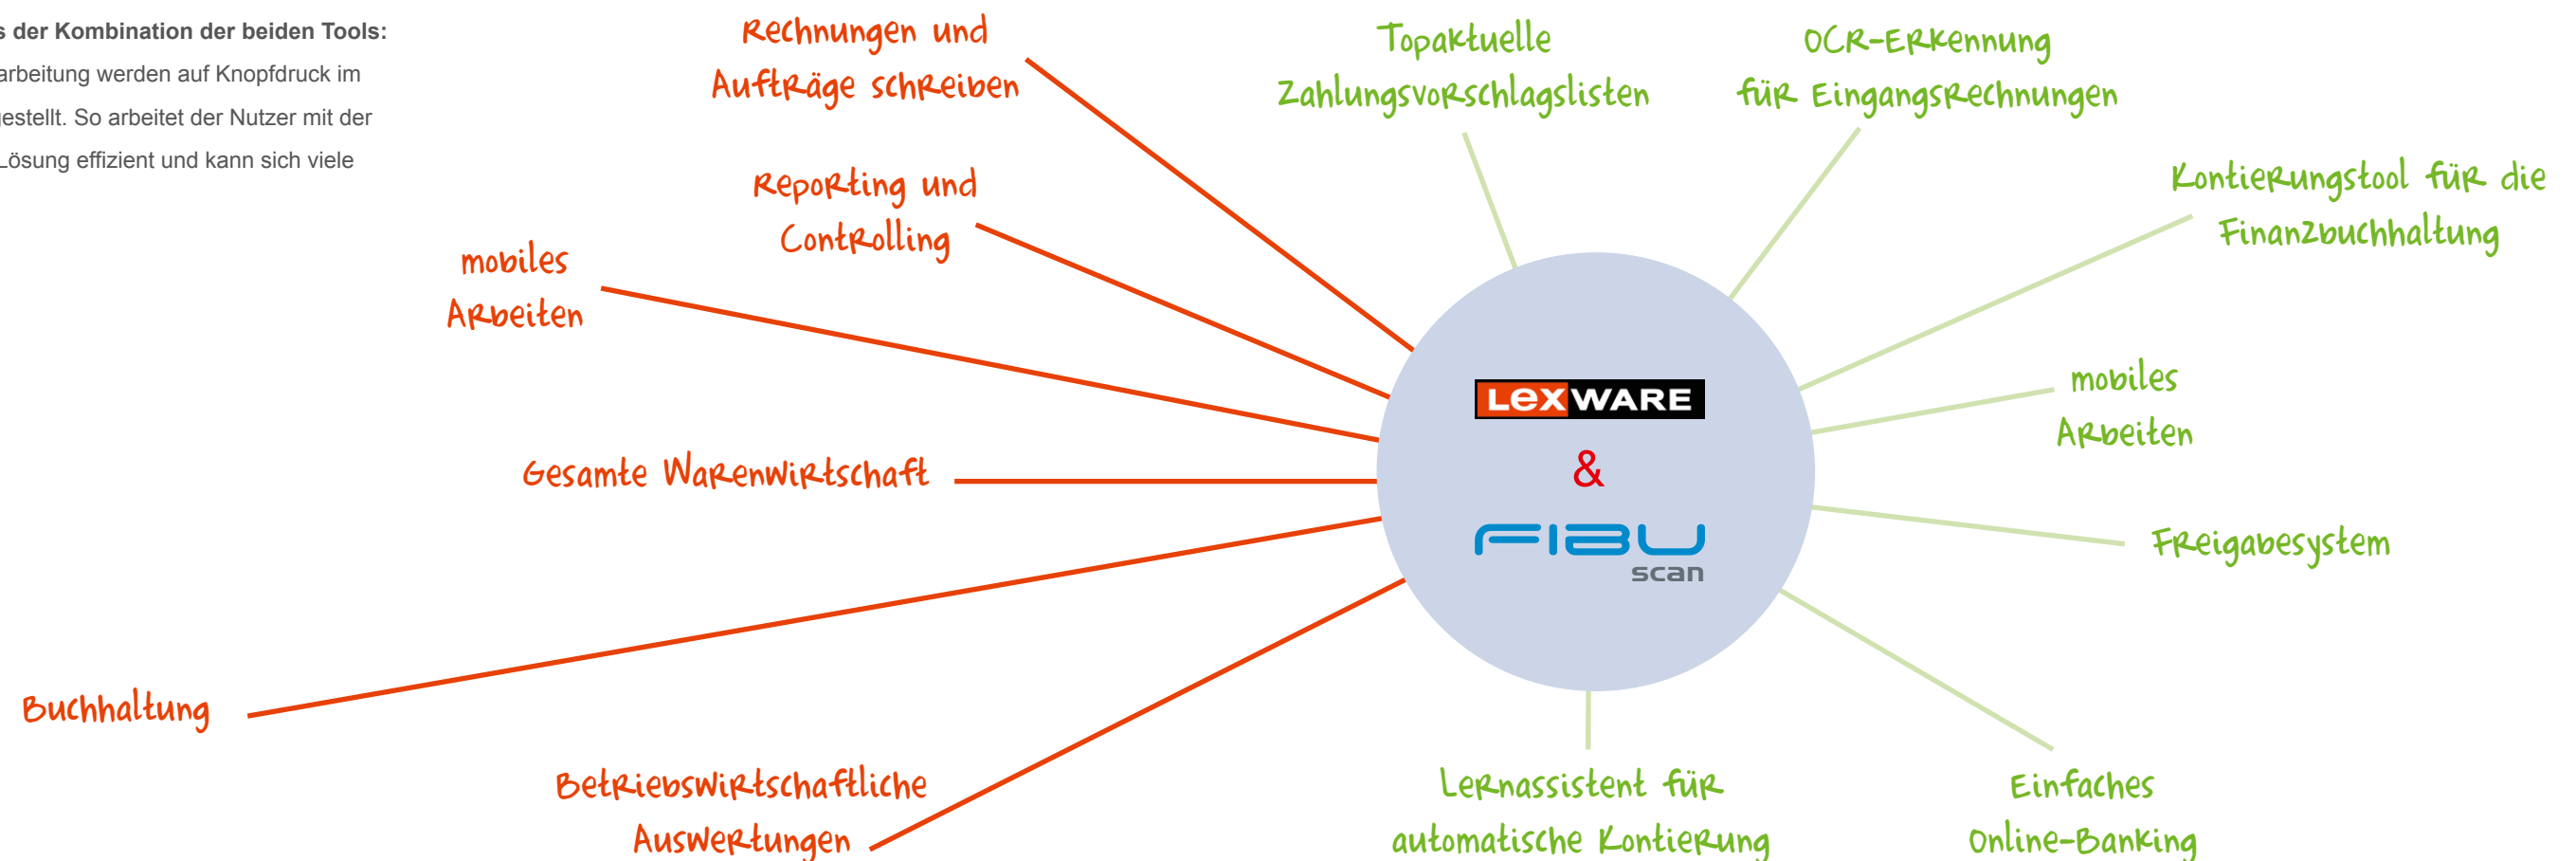 der Kombination der beiden Tools:
werden auf Knopfdruck im
So arbeitet der Nutzer mit der
Lösung effizient und kann sich viele
Rechnungen und
Aufträge schreiben
Reporting und
Controlling
mobiles
Arbeiten
Gesamte Warenwirtschaft
Buchhaltung
Betriebswirtschaftliche
Auswertungen
Topaktuelle
Zahlungsvorschlagslisten
OCR-Erkennung
für Eingangsrechnungen
Kontierungstool für die
Finanzbuchhaltung
mobiles
Arbeiten
Freigabesystem
Einfaches
Online-Banking
Lernassistent für
automatische Kontierung
LEXWARE
&
FIBU
scan